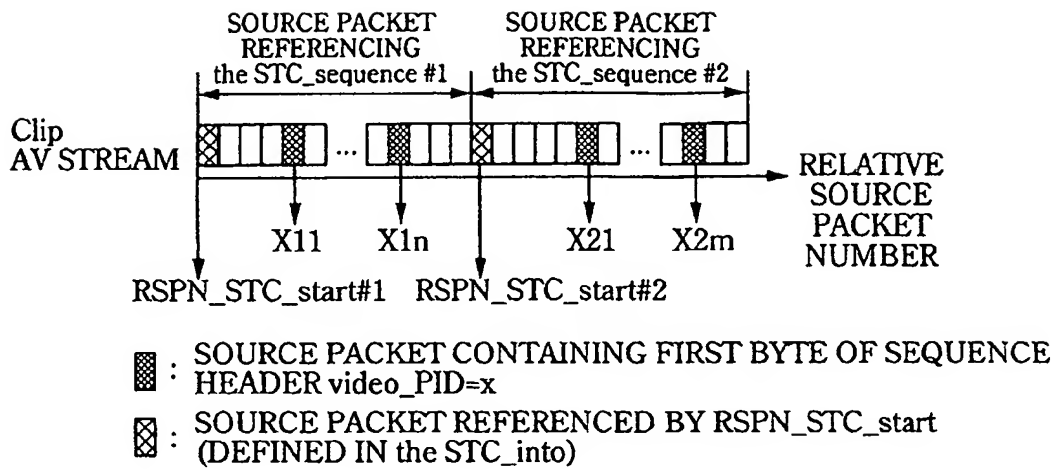 SOURCE PACKET
REFERENCING
the STC_sequence #1
SOURCE PACKET
REFERENCING
the STC_sequence #2
Clip
AV STREAM
...
...
RELATIVE
SOURCE
PACKET
NUMBER
X11
X1n
X21
X2m
RSPN_STC_start#1
RSPN_STC_start#2
: SOURCE PACKET CONTAINING FIRST BYTE OF SEQUENCE
HEADER video_PID=x
: SOURCE PACKET REFERENCED BY RSPN_STC_start
(DEFINED IN the STC_into)